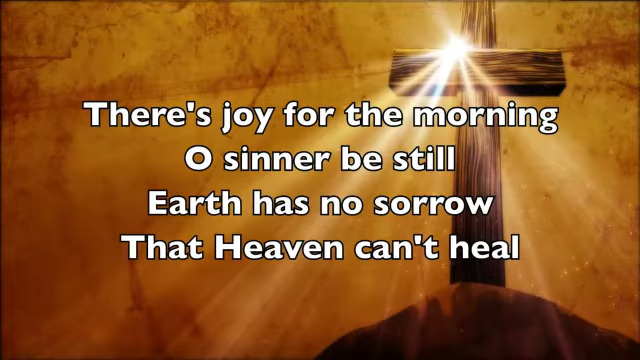 There's joy for the morning
O sinner be still
Earth has no sorrow
That Heaven can't heal